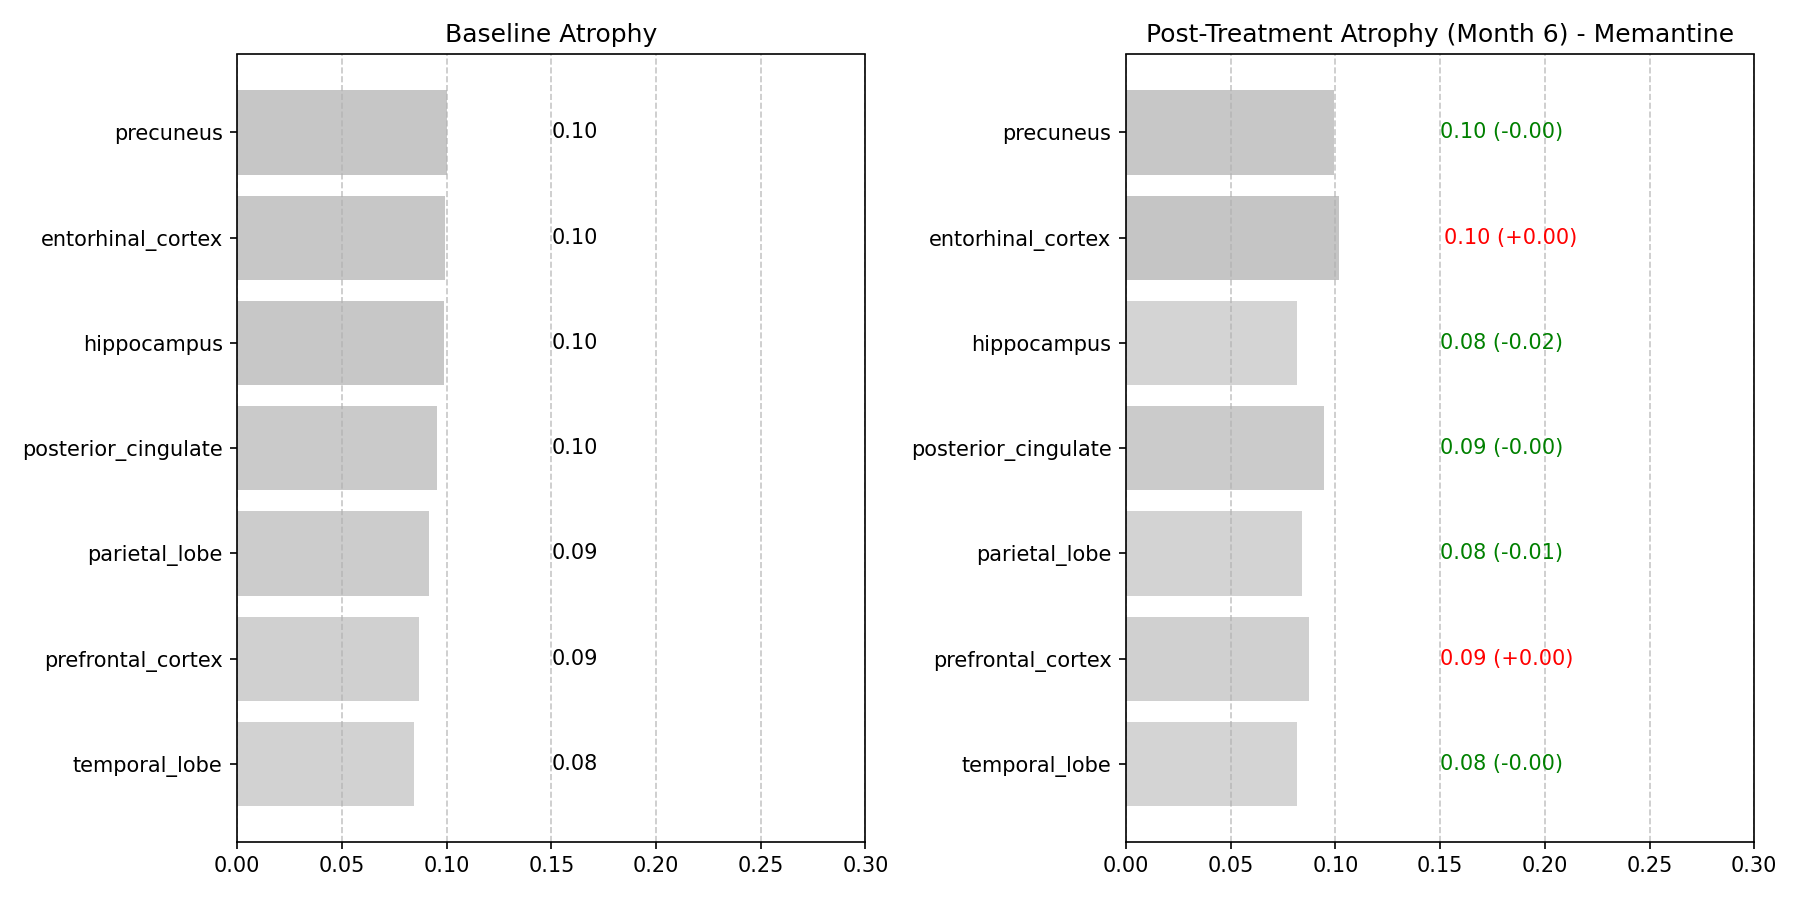 Baseline Atrophy
precuneus 0.10
entorhinal_cortex 0.10
hippocampus 0.10
posterior_cingulate 0.10
parietal_lobe 0.09
prefrontal_cortex 0.09
temporal_lobe 0.08
0.00 0.05 0.10 0.15 0.20 0.25 0.30
Post-Treatment Atrophy (Month 6) - Memantine
precuneus 0.10 (-0.00)
entorhinal_cortex 0.10 (+0.00)
hippocampus 0.08 (-0.02)
posterior_cingulate 0.09 (-0.00)
parietal_lobe 0.08 (-0.01)
prefrontal_cortex 0.09 (+0.00)
temporal_lobe 0.08 (-0.00)
0.00 0.05 0.10 0.15 0.20 0.25 0.30